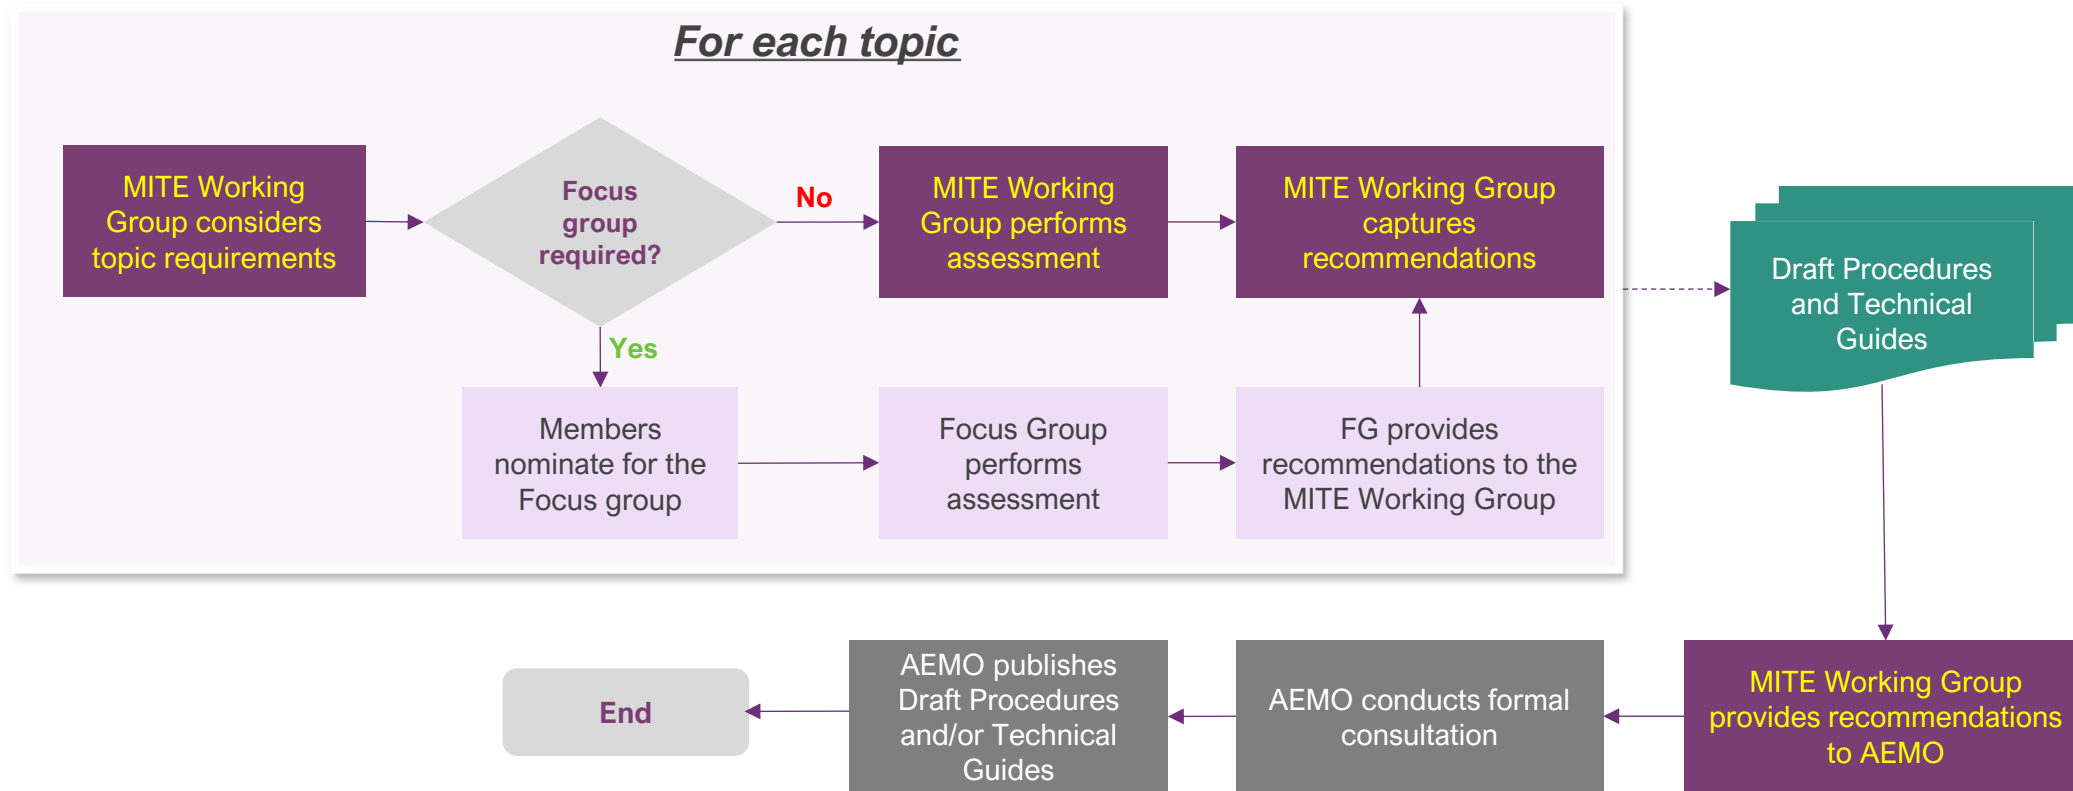 For each topic
MITE Working
Group considers
topic requirements
Focus
group
required?
No
MITE Working
Group performs
assessment
MITE Working Group
captures
recommendations
Yes
Members
nominate for the
Focus group
Focus Group
performs
assessment
FG provides
recommendations to the
MITE Working Group
Draft Procedures
and Technical
Guides
MITE Working Group
provides recommendations
to AEMO
AEMO conducts formal
consultation
AEMO publishes
Draft Procedures
and/or Technical
Guides
End